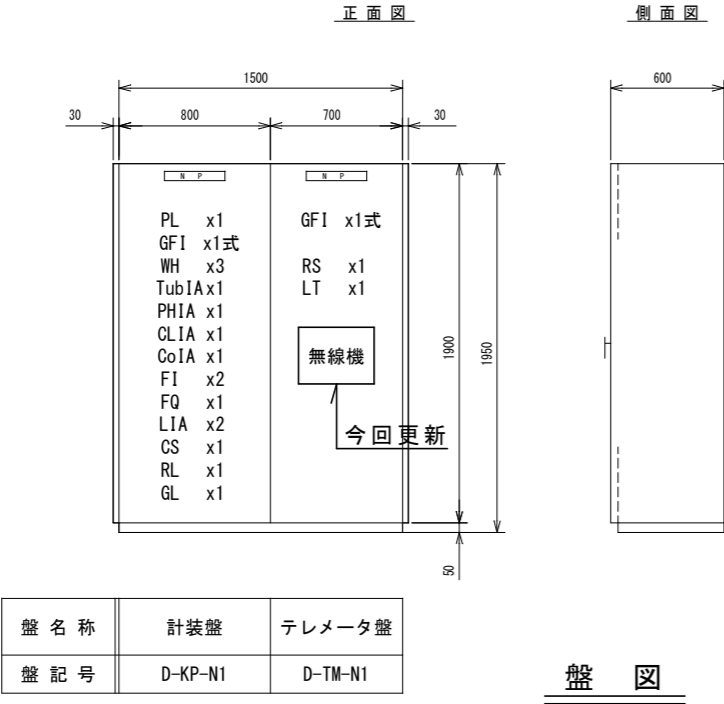 正面図 側面図
1500 600
30 800 700 30
N P N P
PL x1 GFI x1式
GFI x1式
WH x3 RS x1
TubIAx1 LT x1
PHIA x1
CLIA x1
CoIA x1 無線機
FI x2
FQ x1
LIA x2 今回更新
CS x1
RL x1
GL x1
1900 1950
50
盤名称 計装盤 テレメータ盤
盤記号 D-KP-N1 D-TM-N1
盤図